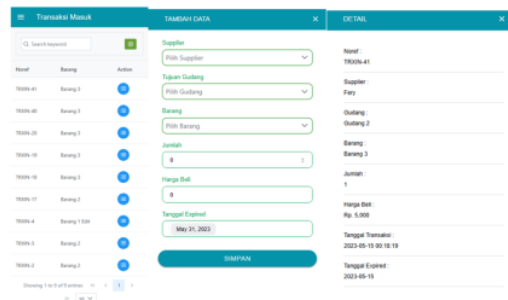 Transaksi Masuk
Search keyword
Noref Barang Action
TRXIN-41 Barang 3
TRXIN-40 Barang 3
TRXIN-20 Barang 3
TRXIN-19 Barang 3
TRXIN-18 Barang 3
TRXIN-17 Barang 2
TRXIN-4 Barang 1 Edit
TRXIN-3 Barang 2
TRXIN-2 Barang 3
Showing 1 to 9 of 9 entries
1
TAMBAH DATA
Supplier
Pilih Supplier
Tujuan Gudang
Pilih Gudang
Barang
Pilih Barang
Jumlah
0
Harga Beli
0
Tanggal Expired
May 31, 2023
SIMPAN
DETAIL
Noref :
TRXIN-41
Supplier :
Fery
Gudang :
Gudang 2
Barang :
Barang 3
Jumlah :
1
Harga Beli :
Rp. 5,000
Tanggal Transaksi :
2023-05-15 00:18:19
Tanggal Expired :
2023-05-15